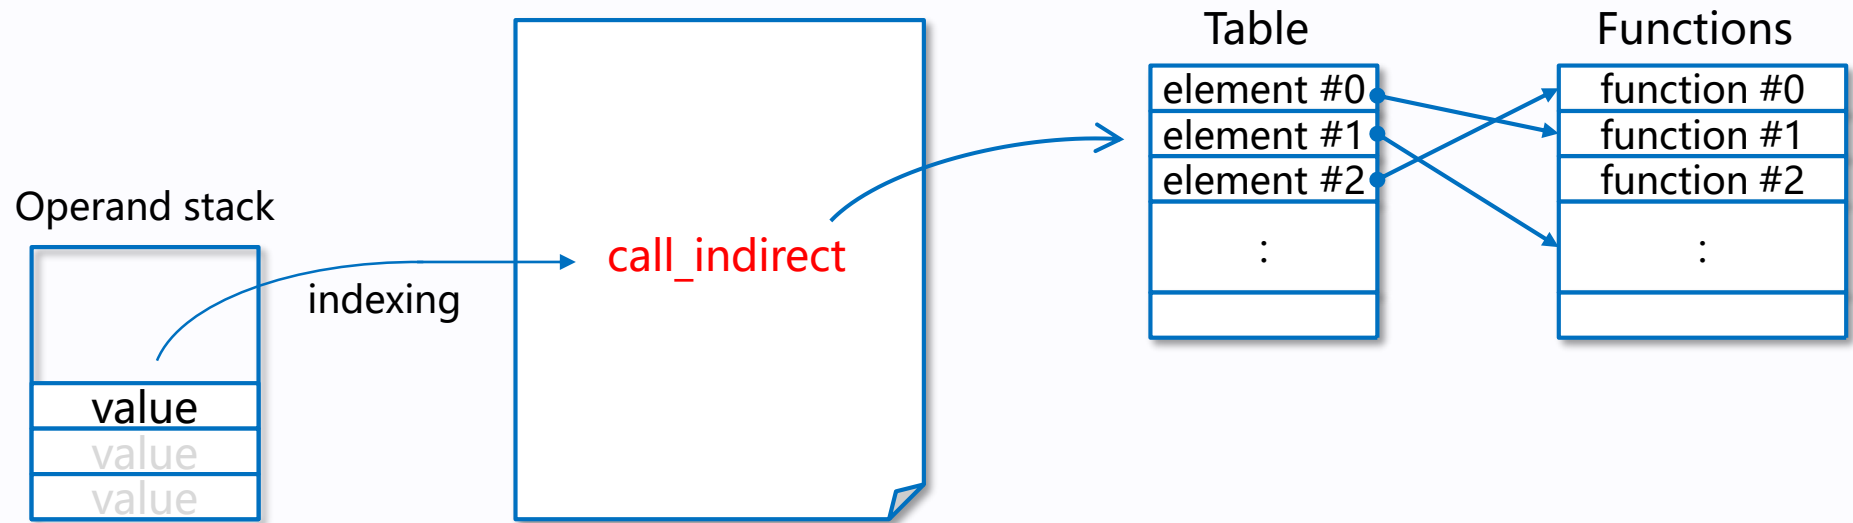 Operand stack
value
value
value
indexing
call_indirect
Table
element #0
element #1
element #2
:
Functions
function #0
function #1
function #2
: